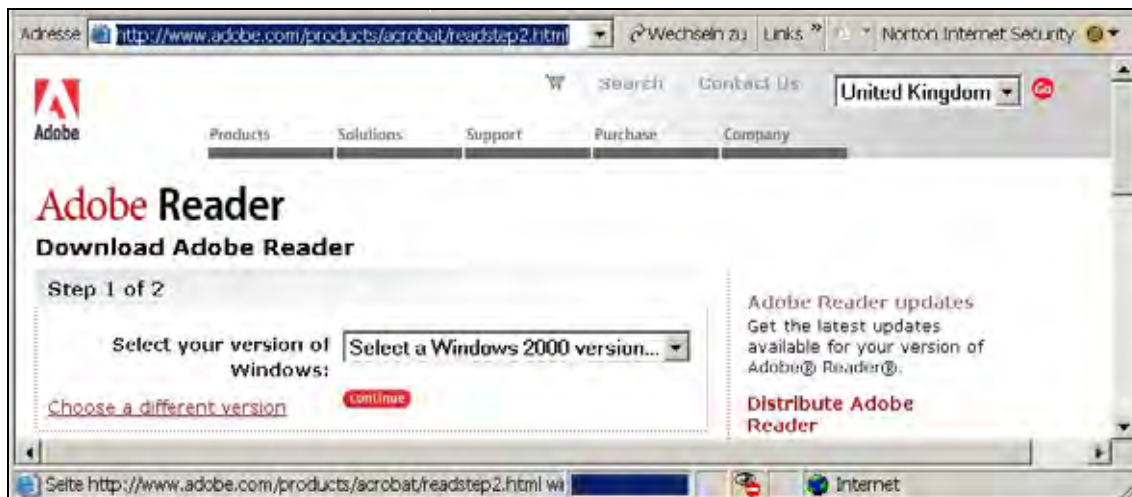 Adresse http://www.adobe.com/products/acrobat/readstep2.html Wechseln zu Links » Norton Internet Security
Search Contact Us United Kingdom Go
Adobe
Products Solutions Support Purchase Company
Adobe Reader
Download Adobe Reader
Step 1 of 2
Select your version of Windows:
Select a Windows 2000 version...
continue
Choose a different version
Adobe Reader updates
Get the latest updates
available for your version of
Adobe® Reader®.
Distribute Adobe
Reader
Seite http://www.adobe.com/products/acrobat/readstep2.html wi Internet